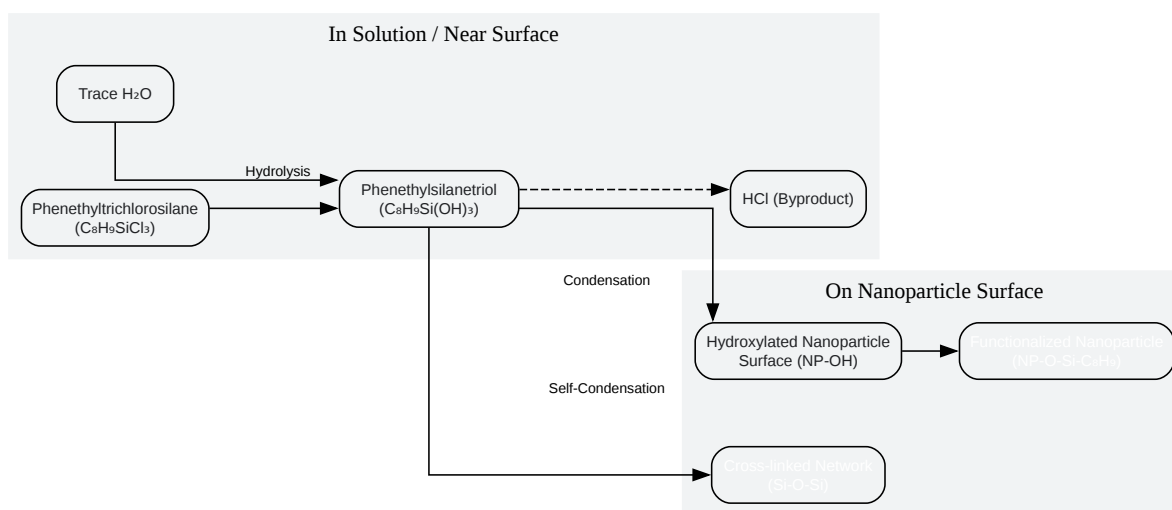 In Solution / Near Surface
Trace H₂O
Hydrolysis
Phenethyltrichlorosilane
(C₈H₉SiCl₃)
Phenethylsilanetriol
(C₈H₉Si(OH)₃)
HCl (Byproduct)
Condensation
On Nanoparticle Surface
Hydroxylated Nanoparticle
Surface (NP-OH)
Functionalized Nanoparticle
(NP-O-Si-C₈H₉)
Self-Condensation
Cross-linked Network
(Si-O-Si)